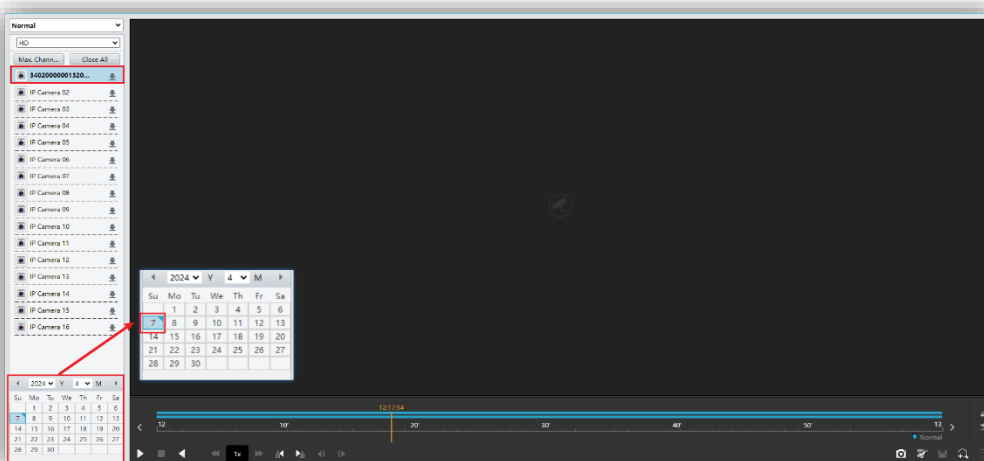 Normal
HD
Max. Chann... Close All
34020000001320...
IP Camera 02
IP Camera 03
IP Camera 04
IP Camera 05
IP Camera 06
IP Camera 07
IP Camera 08
IP Camera 09
IP Camera 10
IP Camera 11
IP Camera 12
IP Camera 13
IP Camera 14
IP Camera 15
IP Camera 16
2024 Y 4 M
Su Mo Tu We Th Fr Sa
1 2 3 4 5 6
7 8 9 10 11 12 13
14 15 16 17 18 19 20
21 22 23 24 25 26 27
28 29 30
2024 Y 4 M
Su Mo Tu We Th Fr Sa
1 2 3 4 5 6
7 8 9 10 11 12 13
14 15 16 17 18 19 20
21 22 23 24 25 26 27
28 29 30
12:17:54
12 10' 20' 30' 40' 50' 13
Normal
1x